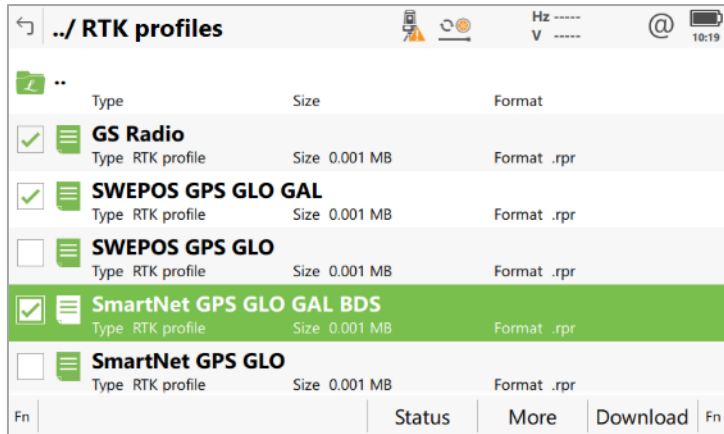 ../ RTK profiles
Hz -----
V -----
@
10:19
..
Type Size Format
GS Radio
Type RTK profile Size 0.001 MB Format .rpr
SWEPOS GPS GLO GAL
Type RTK profile Size 0.001 MB Format .rpr
SWEPOS GPS GLO
Type RTK profile Size 0.001 MB Format .rpr
SmartNet GPS GLO GAL BDS
Type RTK profile Size 0.001 MB Format .rpr
SmartNet GPS GLO
Type RTK profile Size 0.001 MB Format .rpr
Fn Status More Download Fn